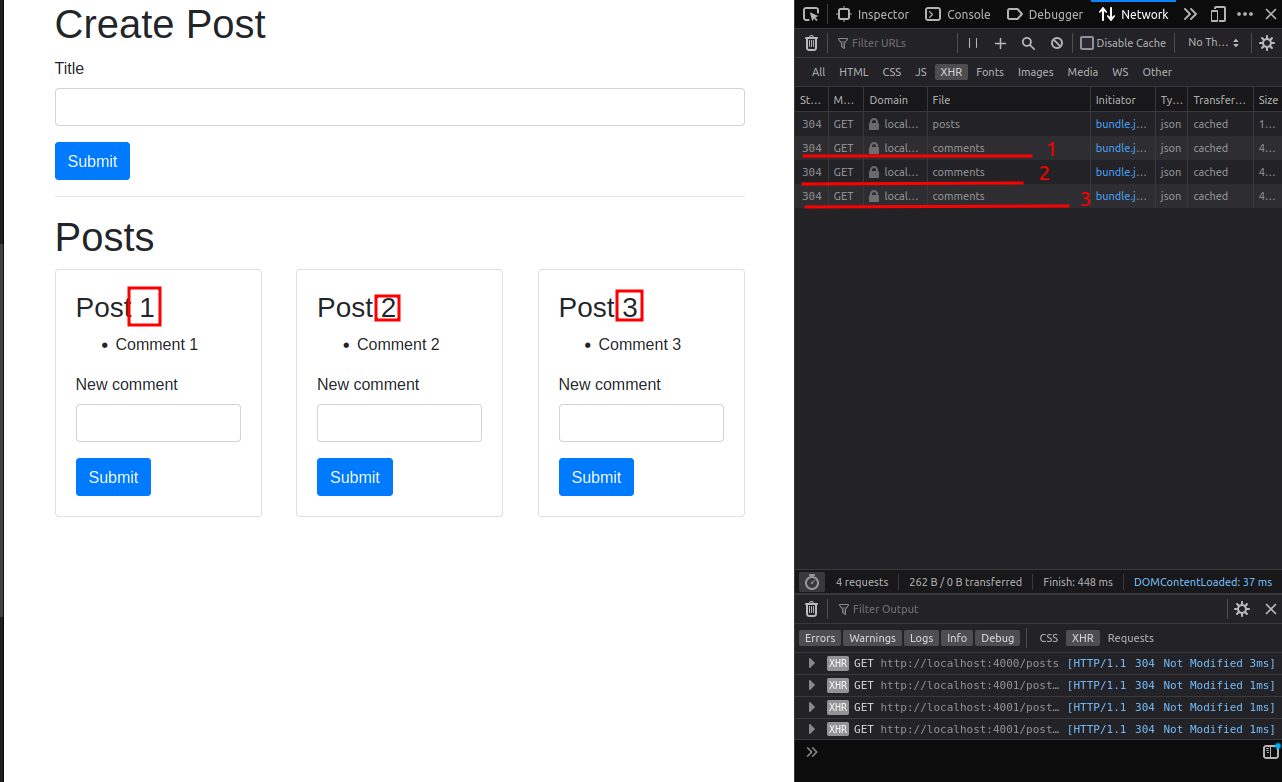 Create Post
Title
Submit
Posts
Post 1
Comment 1
New comment
Submit
Post 2
Comment 2
New comment
Submit
Post 3
Comment 3
New comment
Submit
Inspector Console Debugger Network
Filter URLs Disable Cache No Th...
All HTML CSS JS XHR Fonts Images Media WS Other
St... M... Domain File Initiator Ty... Transfer... Size
304 GET local... posts bundle.j... json cached 1...
304 GET local... comments 1 bundle.j... json cached 4...
304 GET local... comments 2 bundle.j... json cached 4...
304 GET local... comments 3 bundle.j... json cached 4...
4 requests 262 B / 0 B transferred Finish: 448 ms DOMContentLoaded: 37 ms
Filter Output
Errors Warnings Logs Info Debug CSS XHR Requests
XHR GET http://localhost:4000/posts [HTTP/1.1 304 Not Modified 3ms]
XHR GET http://localhost:4001/post... [HTTP/1.1 304 Not Modified 1ms]
XHR GET http://localhost:4001/post... [HTTP/1.1 304 Not Modified 1ms]
XHR GET http://localhost:4001/post... [HTTP/1.1 304 Not Modified 1ms]